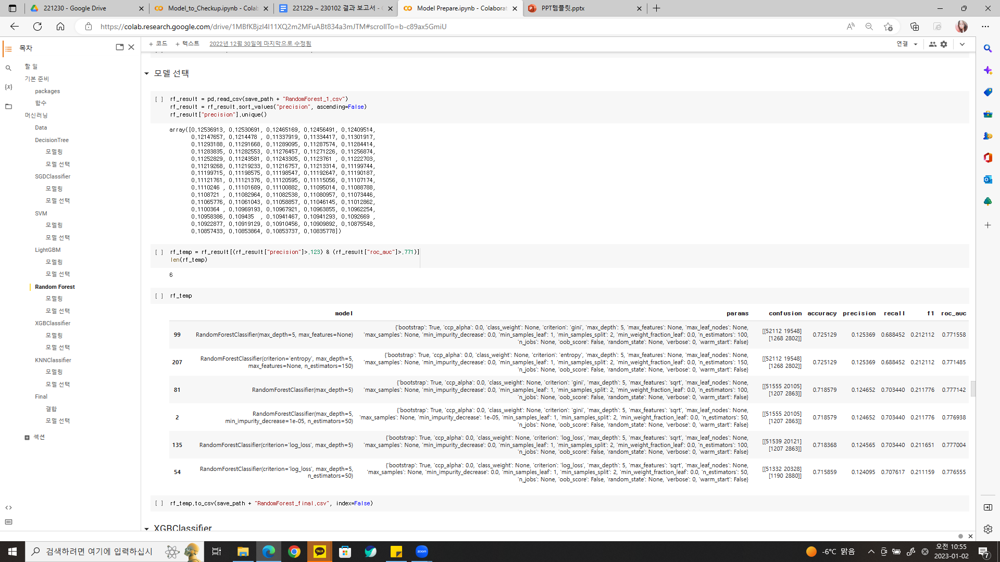 221230 - Google Drive
Model_to_Checkup.ipynb - Colab
221229 ~ 230102 결과 보고서 - G
Model Prepare.ipynb - Colaborat
PPT템플릿.pptx
https://colab.research.google.com/drive/1MBfKBjzI4I11XQ2m2MFuABt834a3mJTM#scrollTo=b-c89ax5GmiU
목차
+ 코드 + 텍스트 2022년 12월 30일에 마지막으로 수정됨
연결
할 일
기본 준비
packages
함수
머신러닝
Data
DecisionTree
모델링
모델 선택
SGDClassifier
모델링
모델 선택
SVM
모델링
모델 선택
LightGBM
모델링
모델 선택
Random Forest
모델링
모델 선택
XGBClassifier
모델링
모델 선택
KNNClassifier
모델링
모델 선택
Final
결합
모델 선택
섹션
모델 선택
[ ] rf_result = pd.read_csv(save_path + "RandomForest_1.csv")
rf_result = rf_result.sort_values("precision", ascending=False)
rf_result["precision"].unique()
array([0.12536913, 0.12530691, 0.12465169, 0.12456491, 0.12409514,
0.12147657, 0.1214478 , 0.11337919, 0.11334417, 0.11301917,
0.11293188, 0.11291668, 0.11289095, 0.11287574, 0.11284414,
0.11283835, 0.11282553, 0.11276457, 0.11271226, 0.11256874,
0.11252829, 0.11243581, 0.11243305, 0.1123761 , 0.11222703,
0.11219268, 0.11219233, 0.11216757, 0.11213314, 0.11199744,
0.11199715, 0.11198575, 0.11198547, 0.11192647, 0.11190187,
0.11121761, 0.11121376, 0.11120595, 0.11115056, 0.11107174,
0.1110246 , 0.11101689, 0.11100882, 0.11095014, 0.11088788,
0.1108721 , 0.11082964, 0.11082538, 0.11080957, 0.11073446,
0.11065776, 0.11061043, 0.11058857, 0.11046145, 0.11012862,
0.1100364 , 0.10969193, 0.10967921, 0.10963855, 0.10962254,
0.10958386, 0.109435 , 0.10941467, 0.10941293, 0.1092669 ,
0.10922877, 0.10919129, 0.10910456, 0.10909892, 0.10875548,
0.10857433, 0.10853864, 0.10853737, 0.10835778])
[ ] rf_temp = rf_result[(rf_result["precision"]>.123) & (rf_result["roc_auc"]>.771)]
len(rf_temp)
6
[ ] rf_temp
model params confusion accuracy precision recall f1 roc_auc
99 RandomForestClassifier(max_depth=5, max_features=None) {'bootstrap': True, 'ccp_alpha': 0.0, 'class_weight': None, 'criterion': 'gini', 'max_depth': 5, 'max_features': None, 'max_leaf_nodes': None, 'max_samples': None, 'min_impurity_decrease': 0.0, 'min_samples_leaf': 1, 'min_samples_split': 2, 'min_weight_fraction_leaf': 0.0, 'n_estimators': 100, 'n_jobs': None, 'oob_score': False, 'random_state': None, 'verbose': 0, 'warm_start': False} [[52112 19548] [1268 2802]] 0.725129 0.125369 0.688452 0.212112 0.771558
207 RandomForestClassifier(criterion='entropy', max_depth=5, max_features=None, n_estimators=150) {'bootstrap': True, 'ccp_alpha': 0.0, 'class_weight': None, 'criterion': 'entropy', 'max_depth': 5, 'max_features': None, 'max_leaf_nodes': None, 'max_samples': None, 'min_impurity_decrease': 0.0, 'min_samples_leaf': 1, 'min_samples_split': 2, 'min_weight_fraction_leaf': 0.0, 'n_estimators': 150, 'n_jobs': None, 'oob_score': False, 'random_state': None, 'verbose': 0, 'warm_start': False} [[52112 19548] [1268 2802]] 0.725129 0.125369 0.688452 0.212112 0.771485
81 RandomForestClassifier(max_depth=5) {'bootstrap': True, 'ccp_alpha': 0.0, 'class_weight': None, 'criterion': 'gini', 'max_depth': 5, 'max_features': 'sqrt', 'max_leaf_nodes': None, 'max_samples': None, 'min_impurity_decrease': 0.0, 'min_samples_leaf': 1, 'min_samples_split': 2, 'min_weight_fraction_leaf': 0.0, 'n_estimators': 100, 'n_jobs': None, 'oob_score': False, 'random_state': None, 'verbose': 0, 'warm_start': False} [[51555 20105] [1207 2863]] 0.718579 0.124652 0.703440 0.211776 0.777142
2 RandomForestClassifier(max_depth=5, min_impurity_decrease=1e-05, n_estimators=50) {'bootstrap': True, 'ccp_alpha': 0.0, 'class_weight': None, 'criterion': 'gini', 'max_depth': 5, 'max_features': 'sqrt', 'max_leaf_nodes': None, 'max_samples': None, 'min_impurity_decrease': 1e-05, 'min_samples_leaf': 1, 'min_samples_split': 2, 'min_weight_fraction_leaf': 0.0, 'n_estimators': 50, 'n_jobs': None, 'oob_score': False, 'random_state': None, 'verbose': 0, 'warm_start': False} [[51555 20105] [1207 2863]] 0.718579 0.124652 0.703440 0.211776 0.776938
135 RandomForestClassifier(criterion='log_loss', max_depth=5) {'bootstrap': True, 'ccp_alpha': 0.0, 'class_weight': None, 'criterion': 'log_loss', 'max_depth': 5, 'max_features': 'sqrt', 'max_leaf_nodes': None, 'max_samples': None, 'min_impurity_decrease': 0.0, 'min_samples_leaf': 1, 'min_samples_split': 2, 'min_weight_fraction_leaf': 0.0, 'n_estimators': 100, 'n_jobs': None, 'oob_score': False, 'random_state': None, 'verbose': 0, 'warm_start': False} [[51539 20121] [1207 2863]] 0.718368 0.124565 0.703440 0.211651 0.777004
54 RandomForestClassifier(criterion='log_loss', max_depth=5, n_estimators=50) {'bootstrap': True, 'ccp_alpha': 0.0, 'class_weight': None, 'criterion': 'log_loss', 'max_depth': 5, 'max_features': 'sqrt', 'max_leaf_nodes': None, 'max_samples': None, 'min_impurity_decrease': 0.0, 'min_samples_leaf': 1, 'min_samples_split': 2, 'min_weight_fraction_leaf': 0.0, 'n_estimators': 50, 'n_jobs': None, 'oob_score': False, 'random_state': None, 'verbose': 0, 'warm_start': False} [[51332 20328] [1190 2880]] 0.715859 0.124095 0.707617 0.211159 0.776555
[ ] rf_temp.to_csv(save_path + "RandomForest_final.csv", index=False)
XGBClassifier
검색하려면 여기에 입력하십시
TALK
zoom
-6°C 맑음
오전 10:55
2023-01-02
7